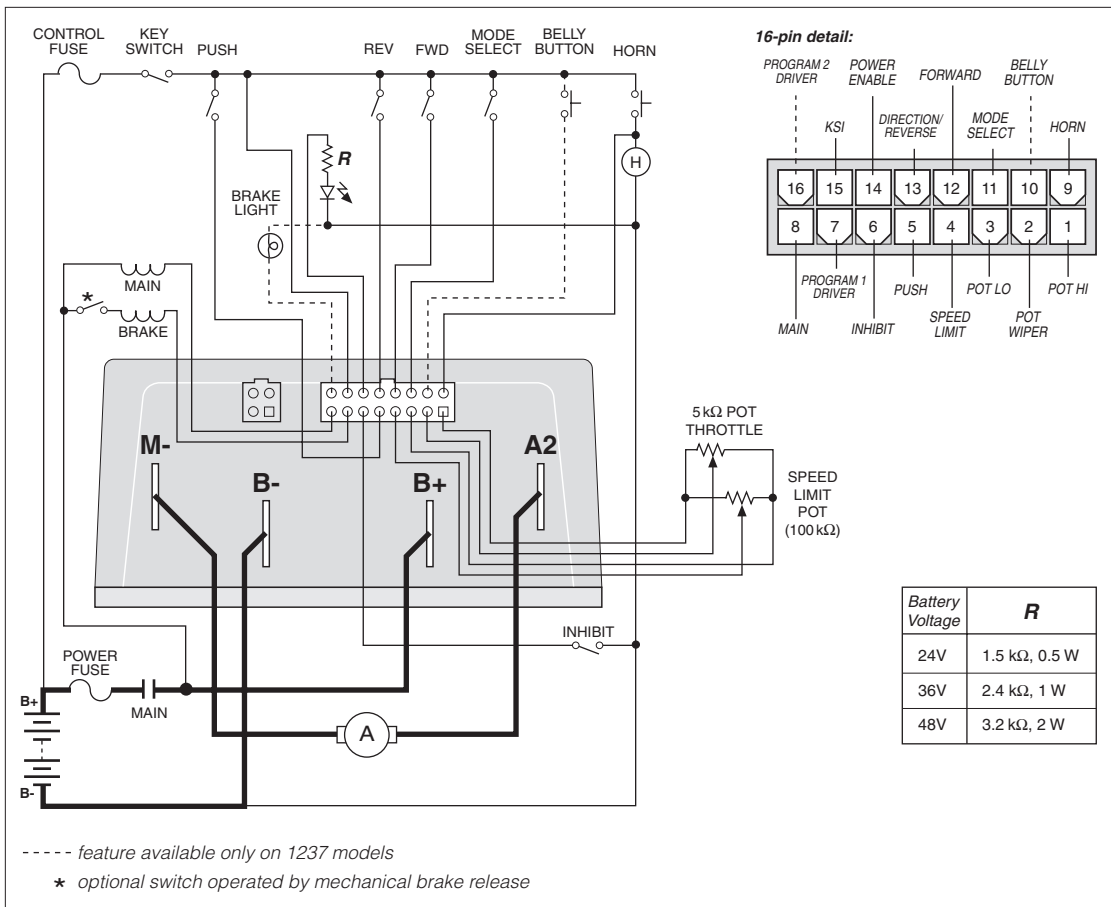 CONTROL
FUSE
KEY
SWITCH
PUSH
REV
FWD
MODE
SELECT
BELLY
BUTTON
HORN
R
H
BRAKE
LIGHT
MAIN
*
BRAKE
M-
B-
B+
A2
5 kΩ POT
THROTTLE
SPEED
LIMIT
POT
(100 kΩ)
INHIBIT
POWER
FUSE
B+
MAIN
A
B-
16-pin detail:
PROGRAM 2
DRIVER
POWER
ENABLE
FORWARD
BELLY
BUTTON
KSI
DIRECTION/
REVERSE
MODE
SELECT
HORN
16 15 14 13 12 11 10 9
8 7 6 5 4 3 2 1
PROGRAM 1
DRIVER
PUSH
POT LO
POT HI
MAIN
INHIBIT
SPEED
LIMIT
POT
WIPER
Battery
Voltage
R
24V 1.5 kΩ, 0.5 W
36V 2.4 kΩ, 1 W
48V 3.2 kΩ, 2 W
----- feature available only on 1237 models
* optional switch operated by mechanical brake release